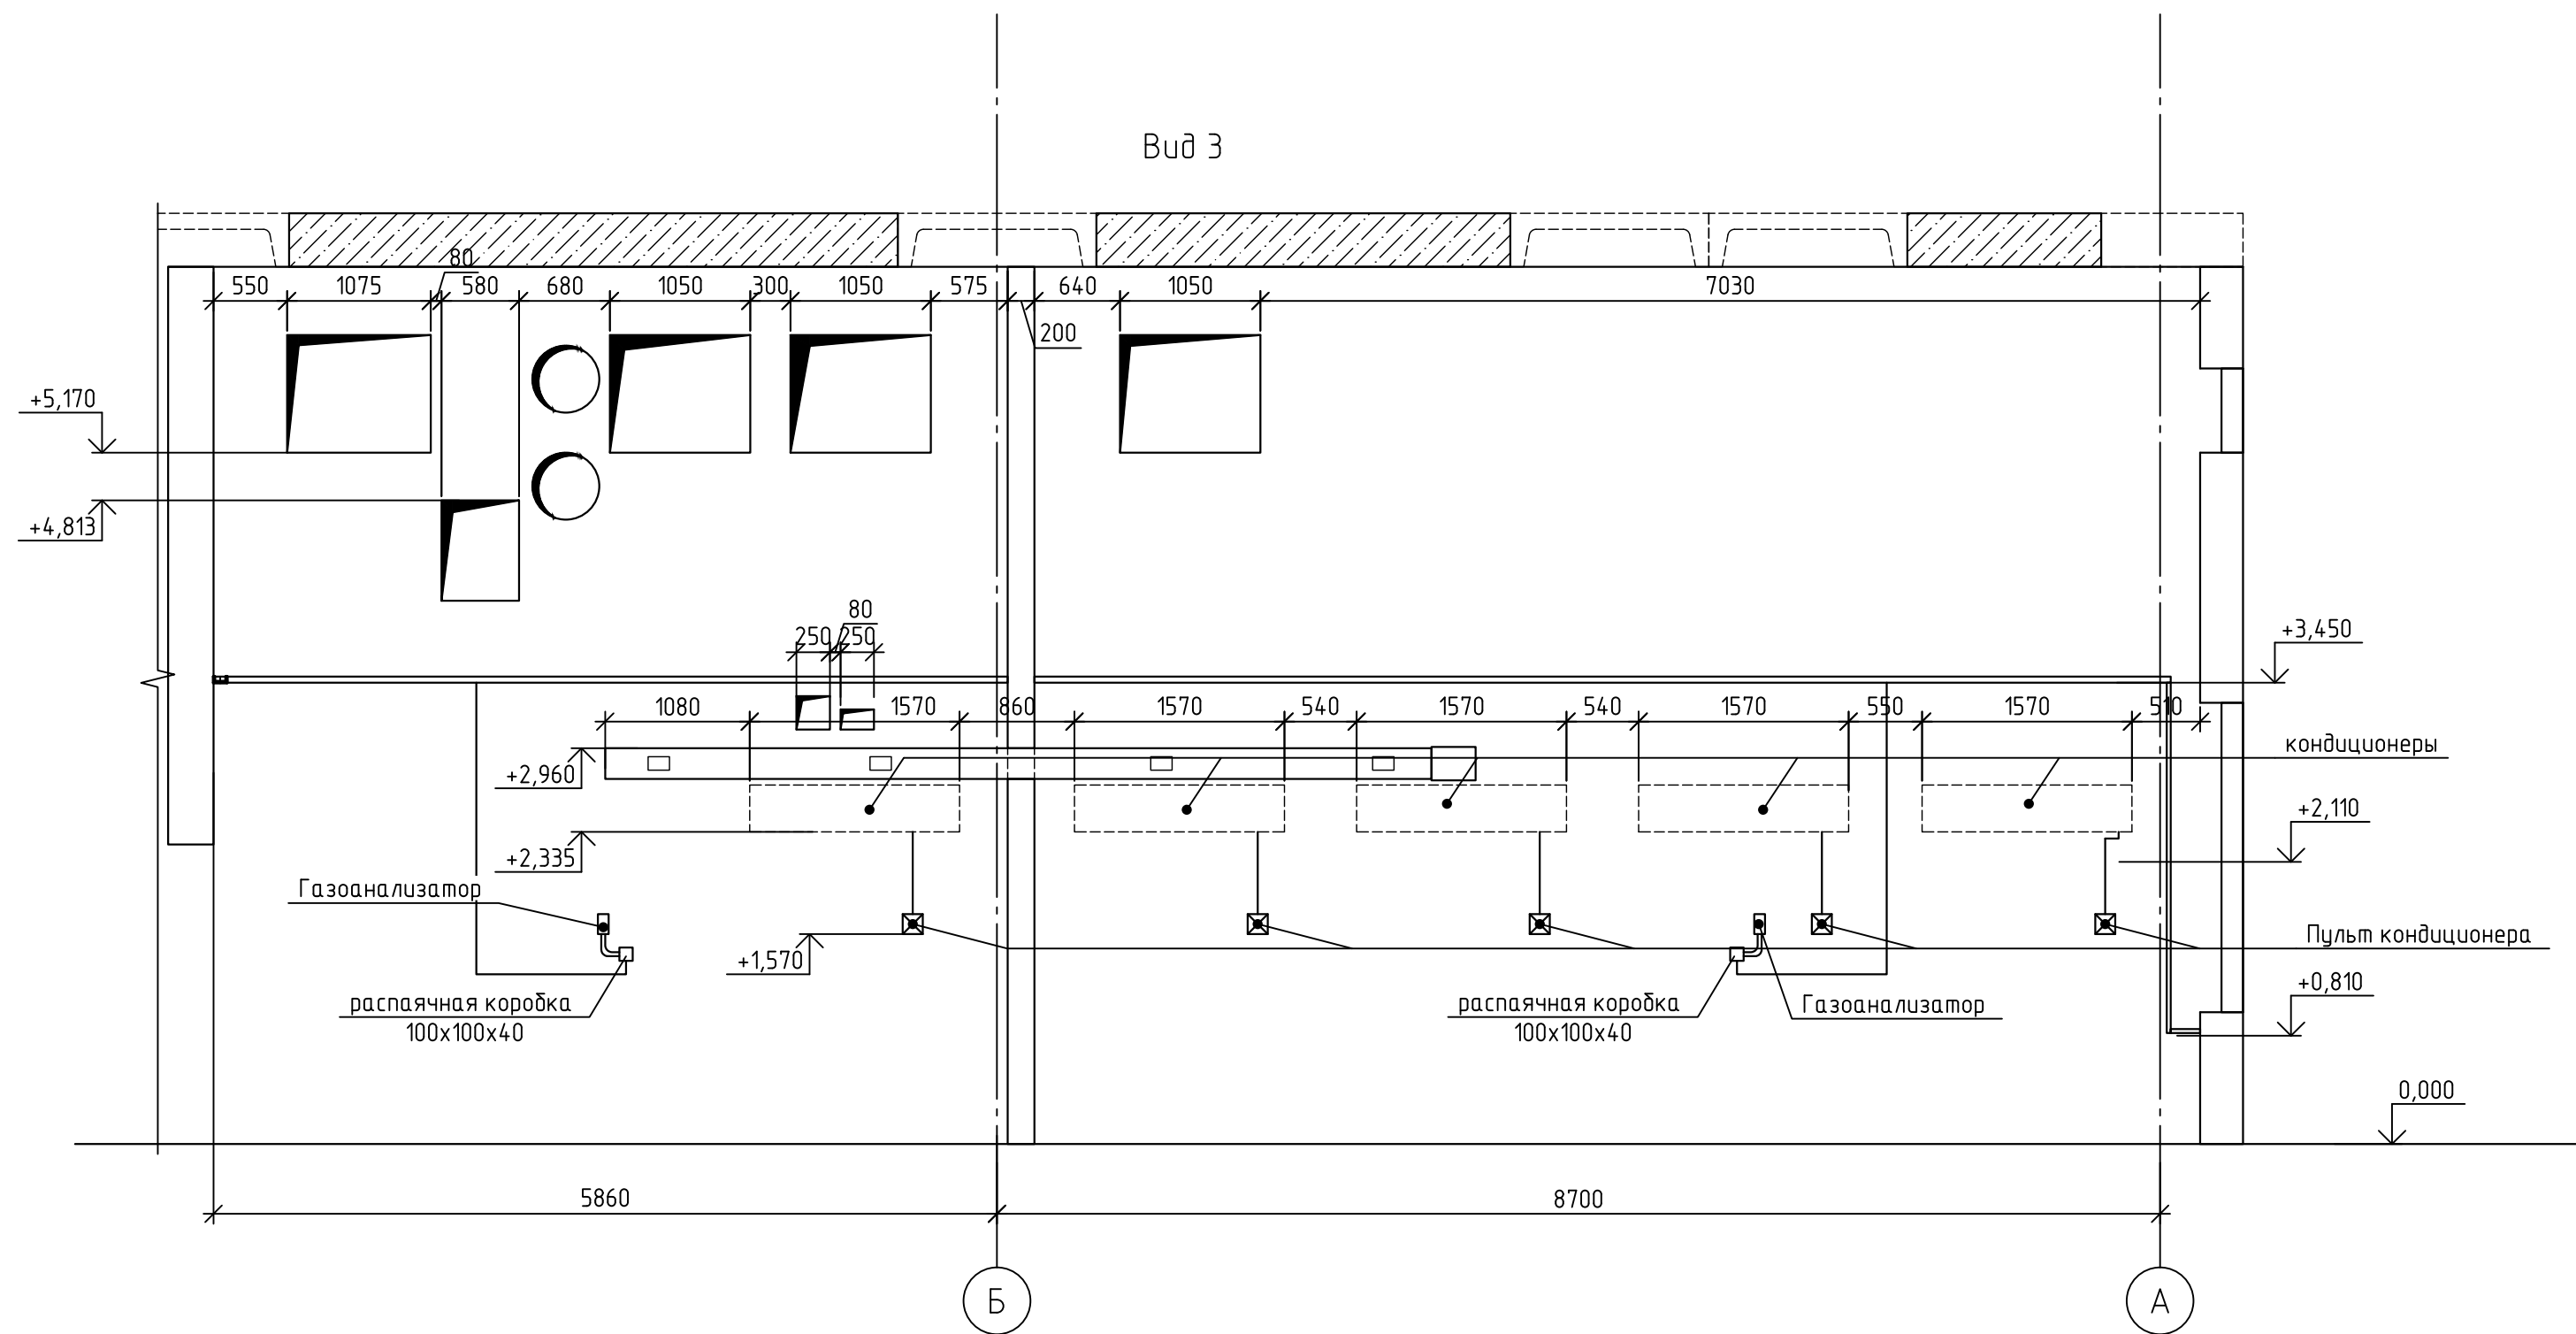 Вид 3
80
550 1075 580 680 1050 300 1050 575 640 1050 7030
200
+5,170
+4,813
80
250 250
+3,450
1080 1570 860 1570 540 1570 540 1570 550 1570 510
кондиционеры
+2,960
+2,110
+2,335
Газоанализатор
Пульт кондиционера
+1,570
+0,810
распаячная коробка
100х100х40
распаячная коробка
100х100х40
Газоанализатор
0,000
5860 8700
Б А